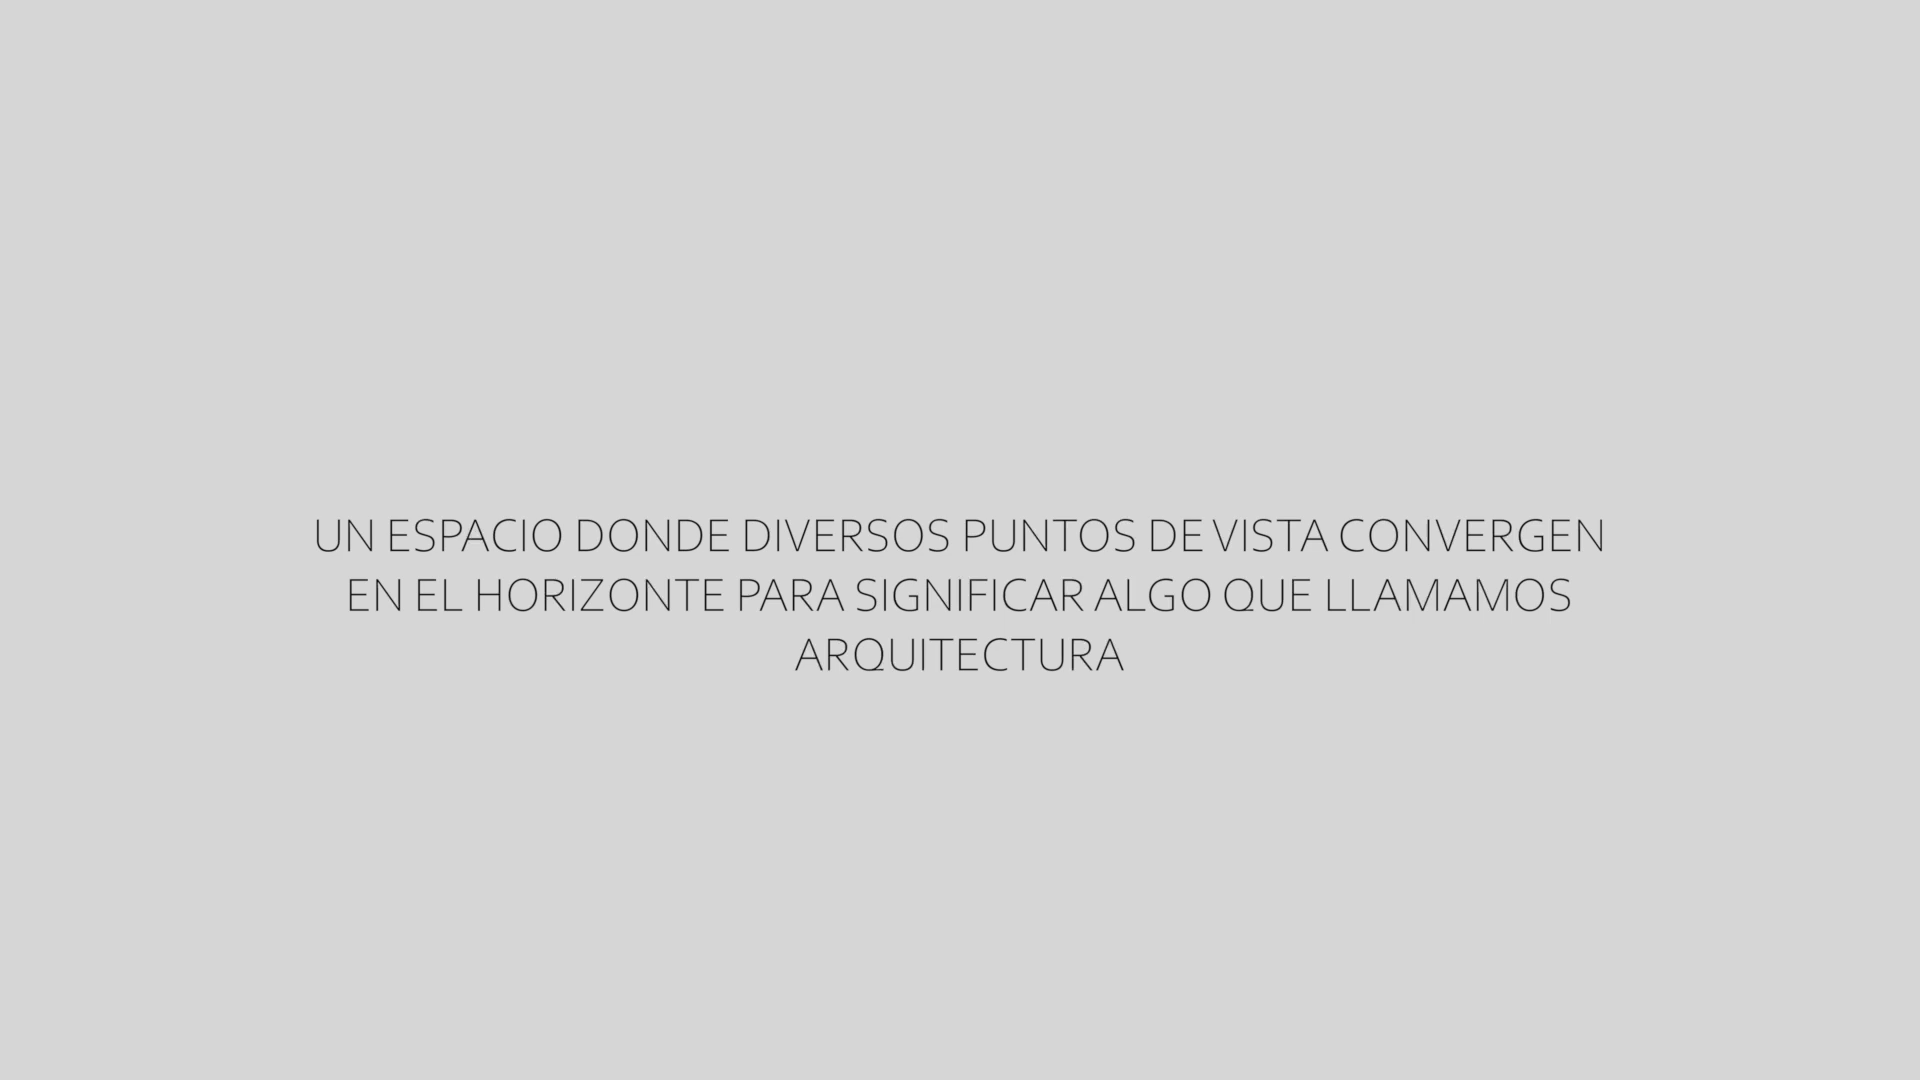 UN ESPACIO DONDE DIVERSOS PUNTOS DE VISTA CONVERGEN
EN EL HORIZONTE PARA SIGNIFICAR ALGO QUE LLAMAMOS
ARQUITECTURA